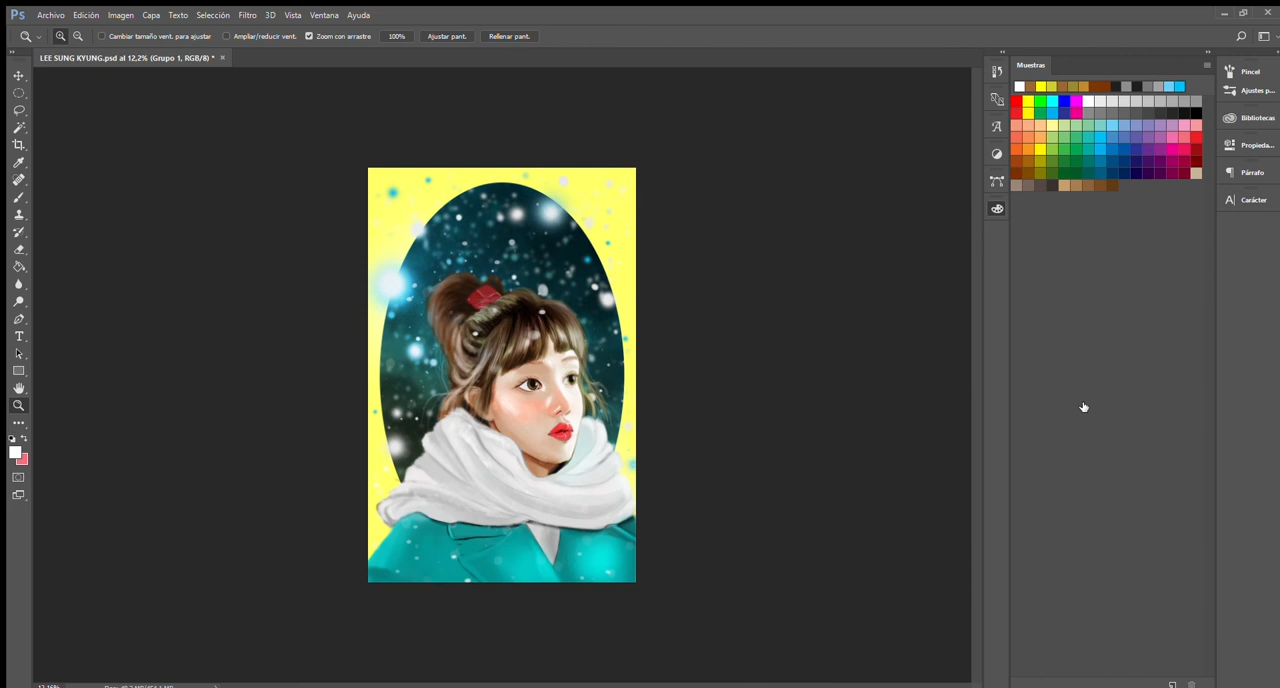 Ps Archivo Edición Imagen Capa Texto Selección Filtro 3D Vista Ventana Ayuda
Cambiar tamaño vent. para ajustar Ampliar/reducir vent. Zoom con arrastre 100% Ajustar pant. Rellenar pant.
LEE SUNG KYUNG.psd al 12,2% (Grupo 1, RGB/8) *
Muestras
Pincel
Ajustes p...
Bibliotecas
Propieda...
Párrafo
Carácter